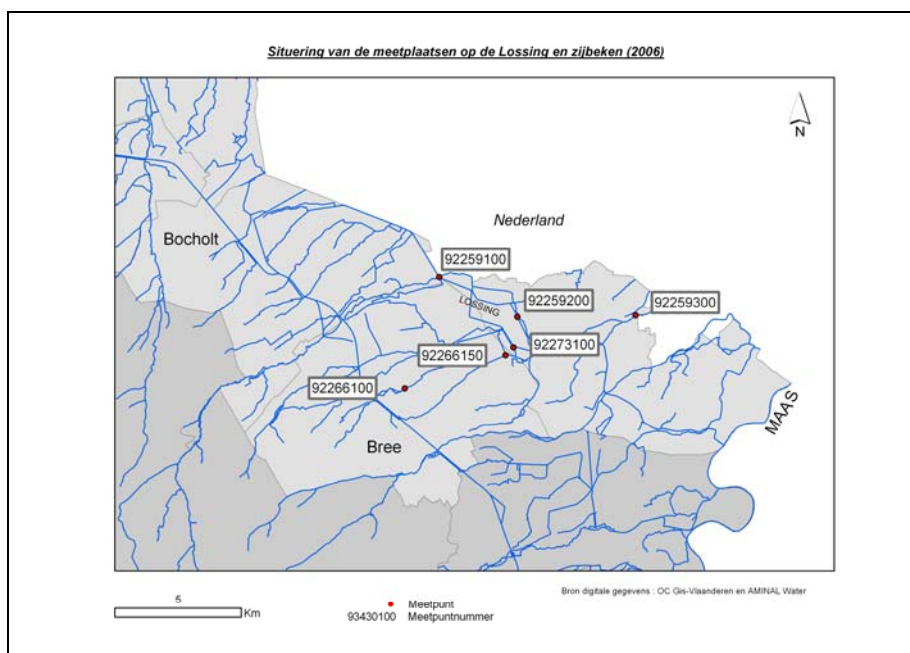 Situering van de meetplaatsen op de Lossing en zijbeken (2006)
N
Nederland
Bocholt
92259100
LOSSING
92259200
92259300
92273100
92266150
92266100
MAAS
Bree
Bron digitale gegevens : OC Gis-Vlaanderen en AMINAL Water
5
Km
Meetpunt
93430100 Meetpuntnummer